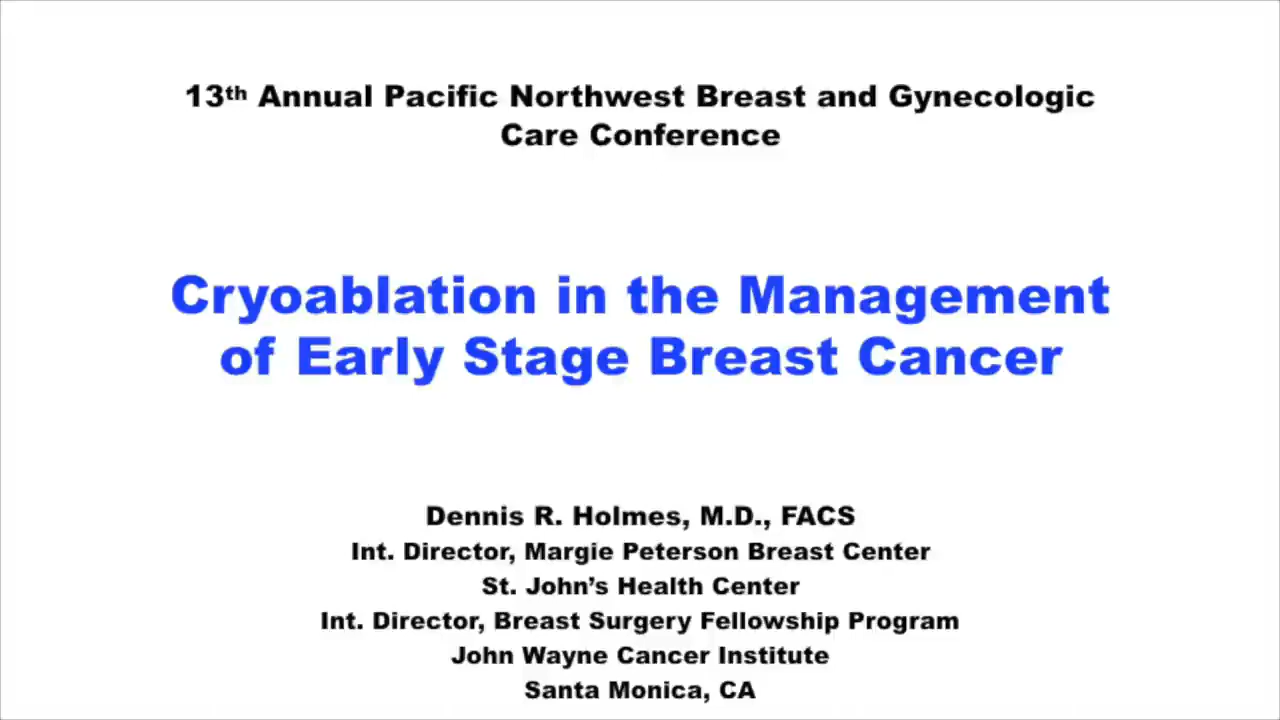 13th Annual Pacific Northwest Breast and Gynecologic
Care Conference
Cryoablation in the Management
of Early Stage Breast Cancer
Dennis R. Holmes, M.D., FACS
Int. Director, Margie Peterson Breast Center
St. John’s Health Center
Int. Director, Breast Surgery Fellowship Program
John Wayne Cancer Institute
Santa Monica, CA